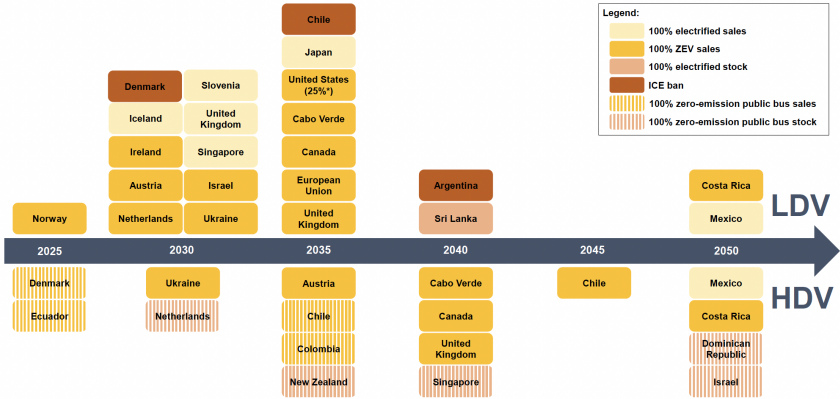 Chile
Legend:
100% electrified sales
Japan
100% ZEV sales
United States
(25%*)
100% electrified stock
Denmark
Slovenia
ICE ban
Iceland
United
Kingdom
Cabo Verde
100% zero-emission public bus sales
100% zero-emission public bus stock
Ireland
Singapore
Canada
Austria
Israel
European
Union
Argentina
Costa Rica
Norway
Netherlands
Ukraine
United
Kingdom
Sri Lanka
Mexico
LDV
2025
2030
2035
2040
2045
2050
Denmark
Ukraine
Austria
Cabo Verde
Chile
Mexico
HDV
Ecuador
Netherlands
Chile
Canada
Costa Rica
Colombia
United
Kingdom
Dominican
Republic
New Zealand
Singapore
Israel